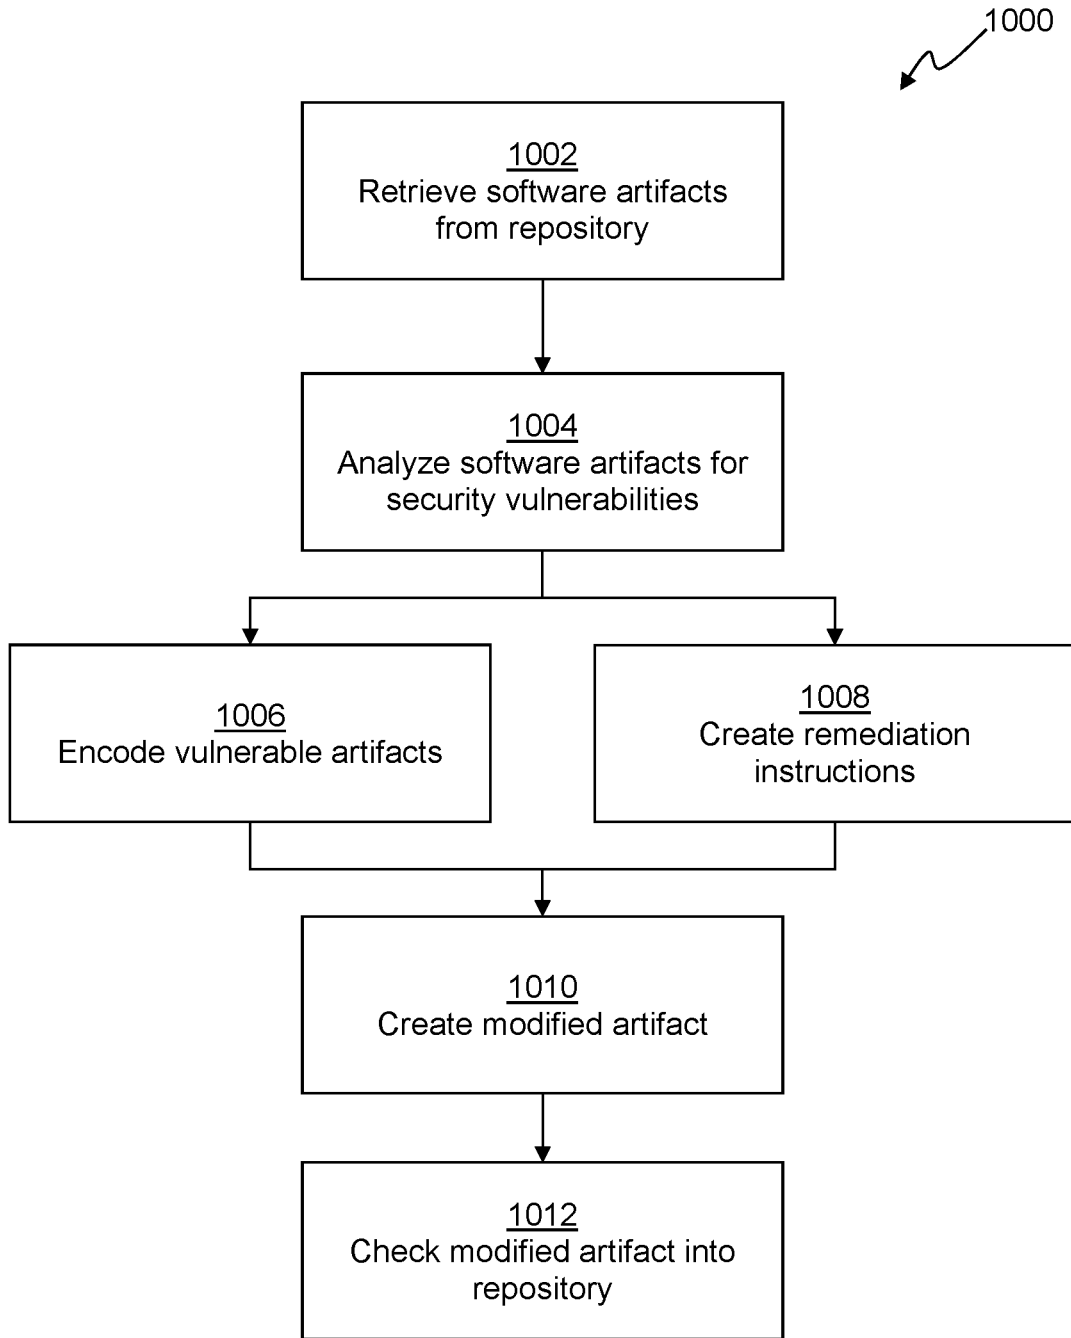 1000
1002
Retrieve software artifacts
from repository
1004
Analyze software artifacts for
security vulnerabilities
1006
Encode vulnerable artifacts
1008
Create remediation
instructions
1010
Create modified artifact
1012
Check modified artifact into
repository